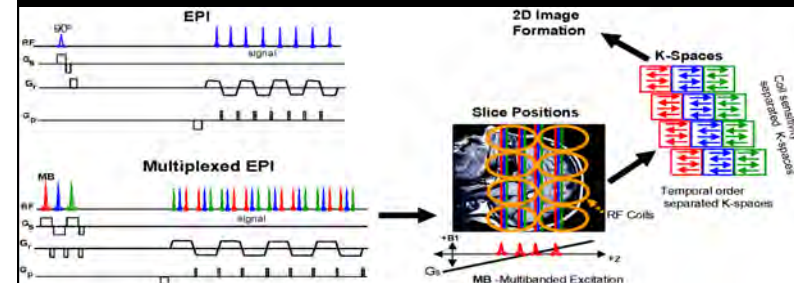 EPI
90º
RF
signal
Gs
Gr
Gp
Multiplexed EPI
MB
RF
signal
Gs
Gr
Gp
2D Image
Formation
K-Spaces
Coil sensitivity
separated K-spaces
Slice Positions
RF Coils
Temporal order
separated K-spaces
+B1
Gs
+z
MB -Multibanded Excitation